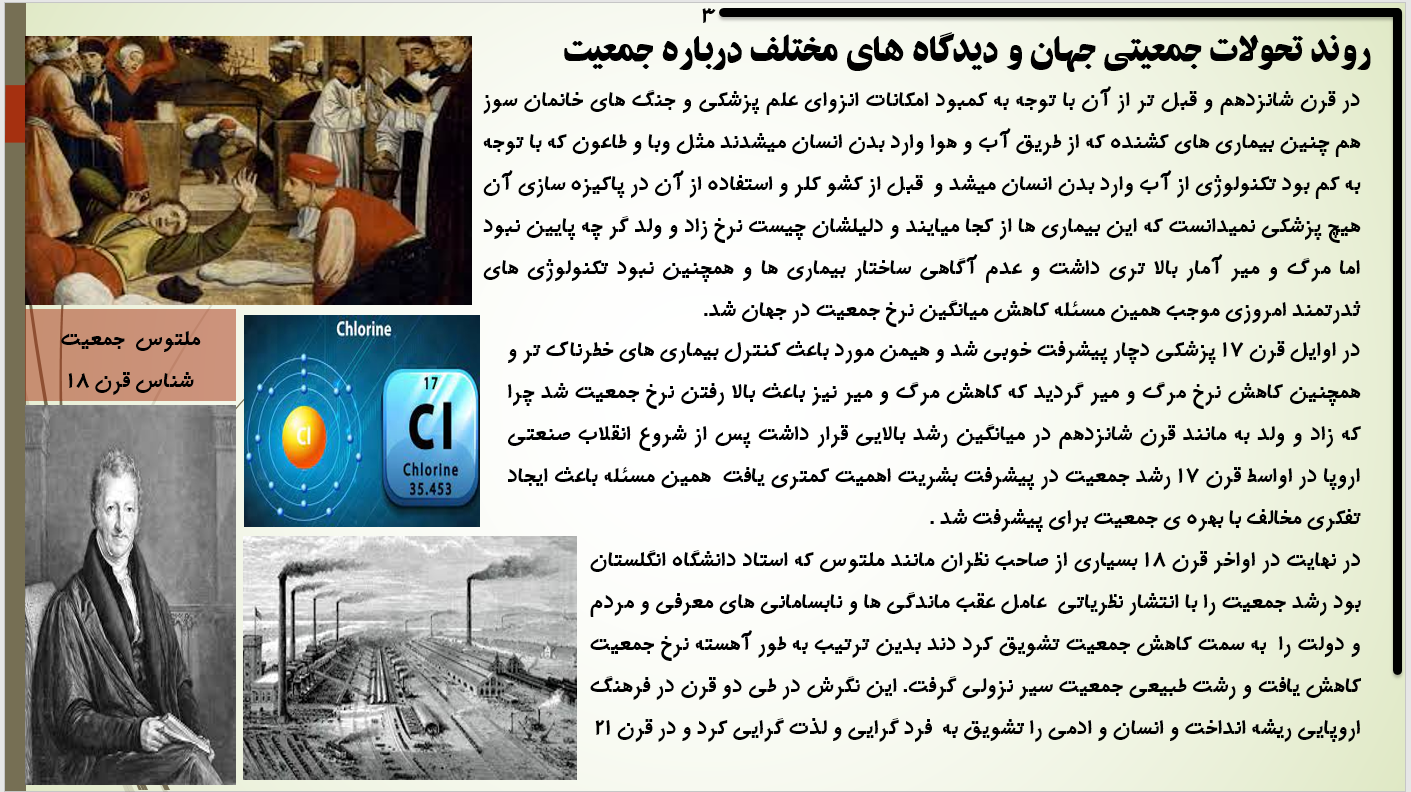 ۳
روند تحولات جمعیتی جهان و دیدگاه های مختلف درباره جمعیت
در قرن شانزدهم و قبل تر از آن با توجه به کمبود امکانات انزوای علم پزشکی و جنگ های خانمان سوز
هم چنین بیماری های کشنده که از طریق آب و هوا وارد بدن انسان میشدند مثل وبا و طاعون که با توجه
به کم بود تکنولوژی از آب وارد بدن انسان میشد و قبل از کشو کلر و استفاده از آن در پاکیزه سازی آن
هیچ پزشکی نمیدانست که این بیماری ها از کجا میایند و دلیلشان چیست نرخ زاد و ولد گر چه پایین نبود
اما مرگ و میر آمار بالا تری داشت و عدم آگاهی ساختار بیماری ها و همچنین نبود تکنولوژی های
ثدرتمند امروزی موجب همین مسئله کاهش میانگین نرخ جمعیت در جهان شد.
در اوایل قرن ۱۷ پزشکی دچار پیشرفت خوبی شد و هیمن مورد باعث کنترل بیماری های خطرناک تر و
همچنین کاهش نرخ مرگ و میر گردید که کاهش مرگ و میر نیز باعث بالا رفتن نرخ جمعیت شد چرا
که زاد و ولد به مانند قرن شانزدهم در میانگین رشد بالایی قرار داشت پس از شروع انقلاب صنعتی
اروپا در اواسط قرن ۱۷ رشد جمعیت در پیشرفت بشریت اهمیت کمتری یافت همین مسئله باعث ایجاد
تفکری مخالف با بهره ی جمعیت برای پیشرفت شد .
در نهایت در اواخر قرن ۱۸ بسیاری از صاحب نظران مانند ملتوس که استاد دانشگاه انگلستان
بود رشد جمعیت را با انتشار نظریاتی عامل عقب ماندگی ها و نابسامانی های معرفی و مردم
و دولت را به سمت کاهش جمعیت تشویق کرد دند بدین ترتیب به طور آهسته نرخ جمعیت
کاهش یافت و رشت طبیعی جمعیت سیر نزولی گرفت. این نگرش در طی دو قرن در فرهنگ
اروپایی ریشه انداخت و انسان و ادمی را تشویق به فرد گرایی و لذت گرایی کرد و در قرن ۲۱
ملتوس جمعیت
شناس قرن ۱۸
Chlorine
Cl
17
Cl
Chlorine
35.453